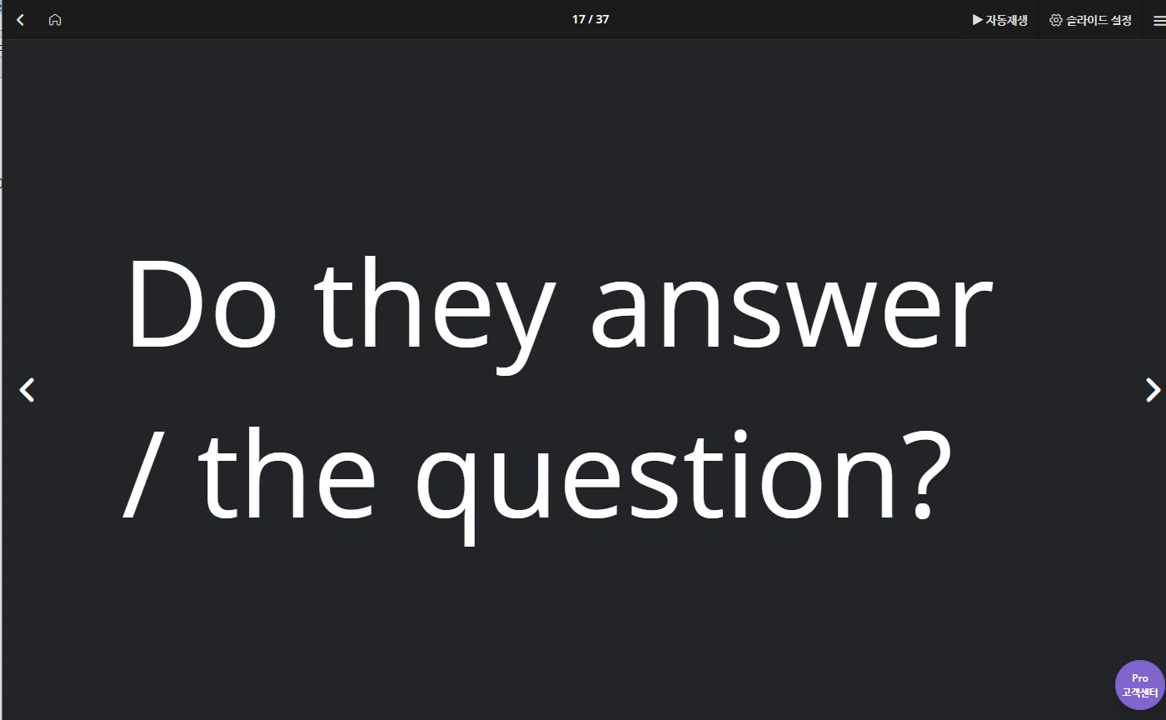 17 / 37
▶ 자동재생
슬라이드 설정
Do they answer
/ the question?
Pro
고객센터